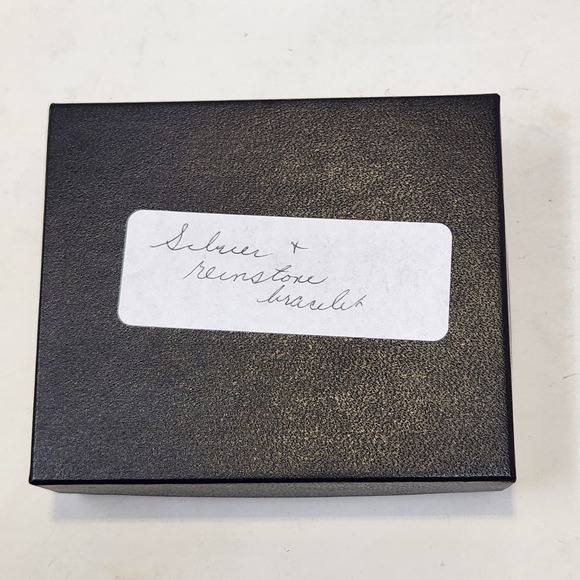 Silver +
reinstone
bracelet